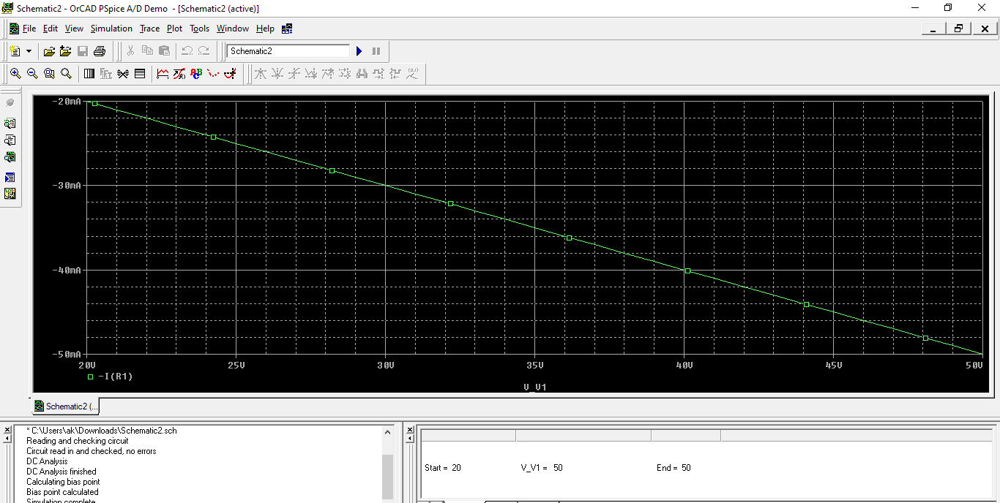 Schematic2 - OrCAD PSpice A/D Demo - [Schematic2 (active)]
File Edit View Simulation Trace Plot Tools Window Help
Schematic2
FFT
-20mA
-30mA
-40mA
-50mA
20V 25V 30V 35V 40V 45V 50V
-I(R1)
V_V1
Schematic2 (...
* C:\Users\ak\Downloads\Schematic2.sch
Reading and checking circuit
Circuit read in and checked, no errors
DC Analysis
DC Analysis finished
Calculating bias point
Bias point calculated
Simulation complete
Start = 20 V_V1 = 50 End = 50